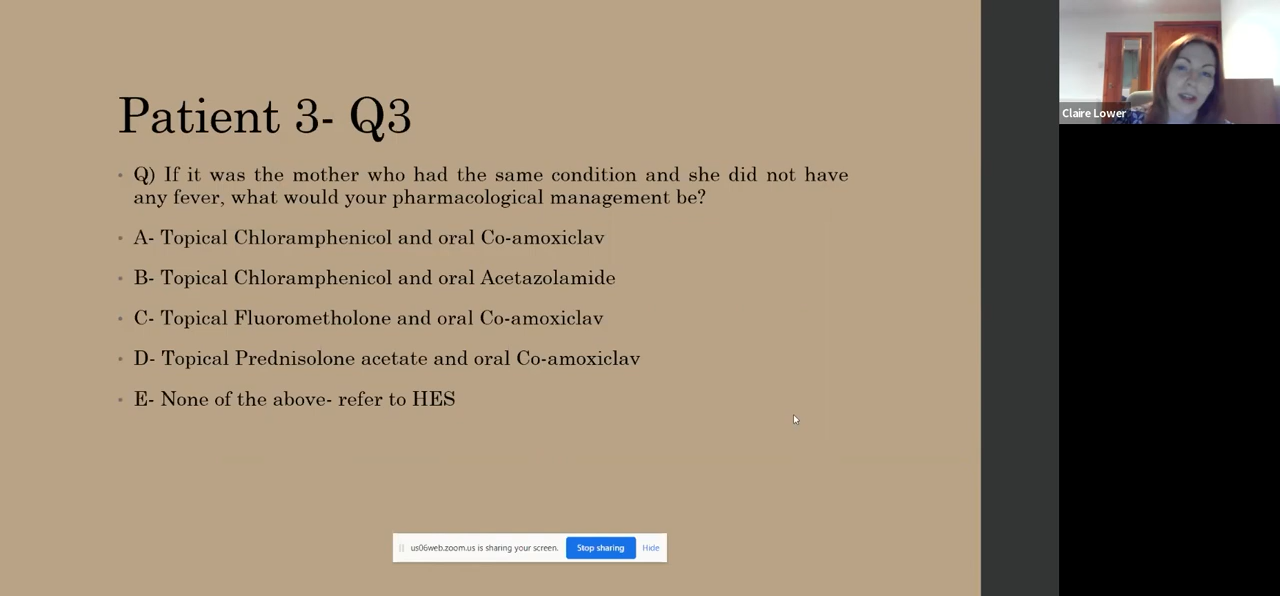 Patient 3- Q3
Q) If it was the mother who had the same condition and she did not have
any fever, what would your pharmacological management be?
A- Topical Chloramphenicol and oral Co-amoxiclav
B- Topical Chloramphenicol and oral Acetazolamide
C- Topical Fluorometholone and oral Co-amoxiclav
D- Topical Prednisolone acetate and oral Co-amoxiclav
E- None of the above- refer to HES
us06web.zoom.us is sharing your screen. Stop sharing Hide
Claire Lower